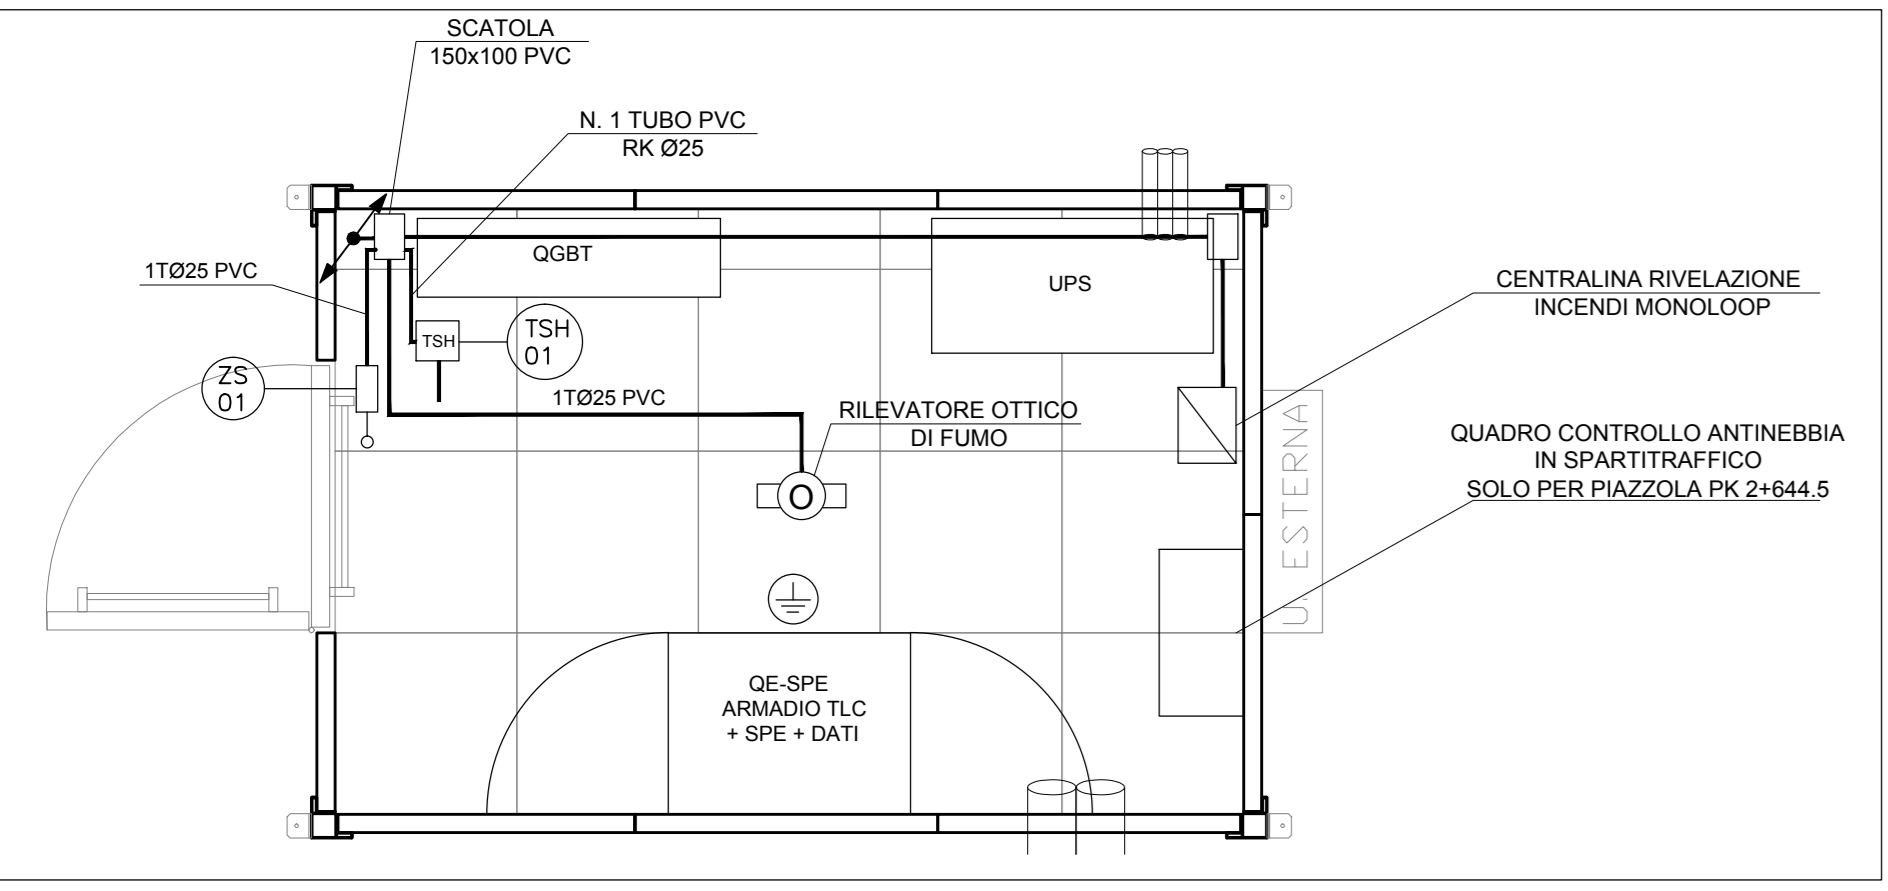 SCATOLA
150x100 PVC
N. 1 TUBO PVC
RK Ø25
QGBT
UPS
1TØ25 PVC
CENTRALINA RIVELAZIONE
INCENDI MONOLOOP
TSH
TSH
01
ZS
01
1TØ25 PVC
RILEVATORE OTTICO
DI FUMO
O
QUADRO CONTROLLO ANTINEBBIA
IN SPARTITRAFFICO
SOLO PER PIAZZOLA PK 2+644.5
U. ESTERNA
QE-SPE
ARMADIO TLC
+ SPE + DATI